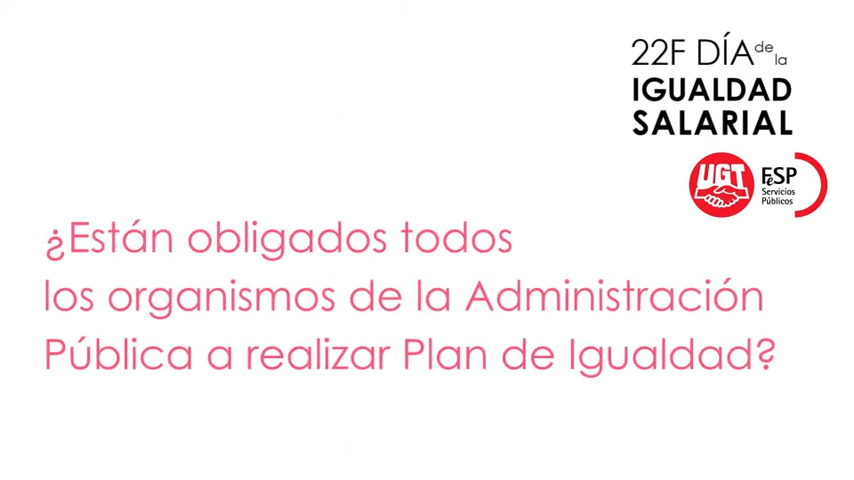 22F DÍA de la
IGUALDAD
SALARIAL
UGT
FeSP
Servicios
Públicos
¿Están obligados todos
los organismos de la Administración
Pública a realizar Plan de Igualdad?